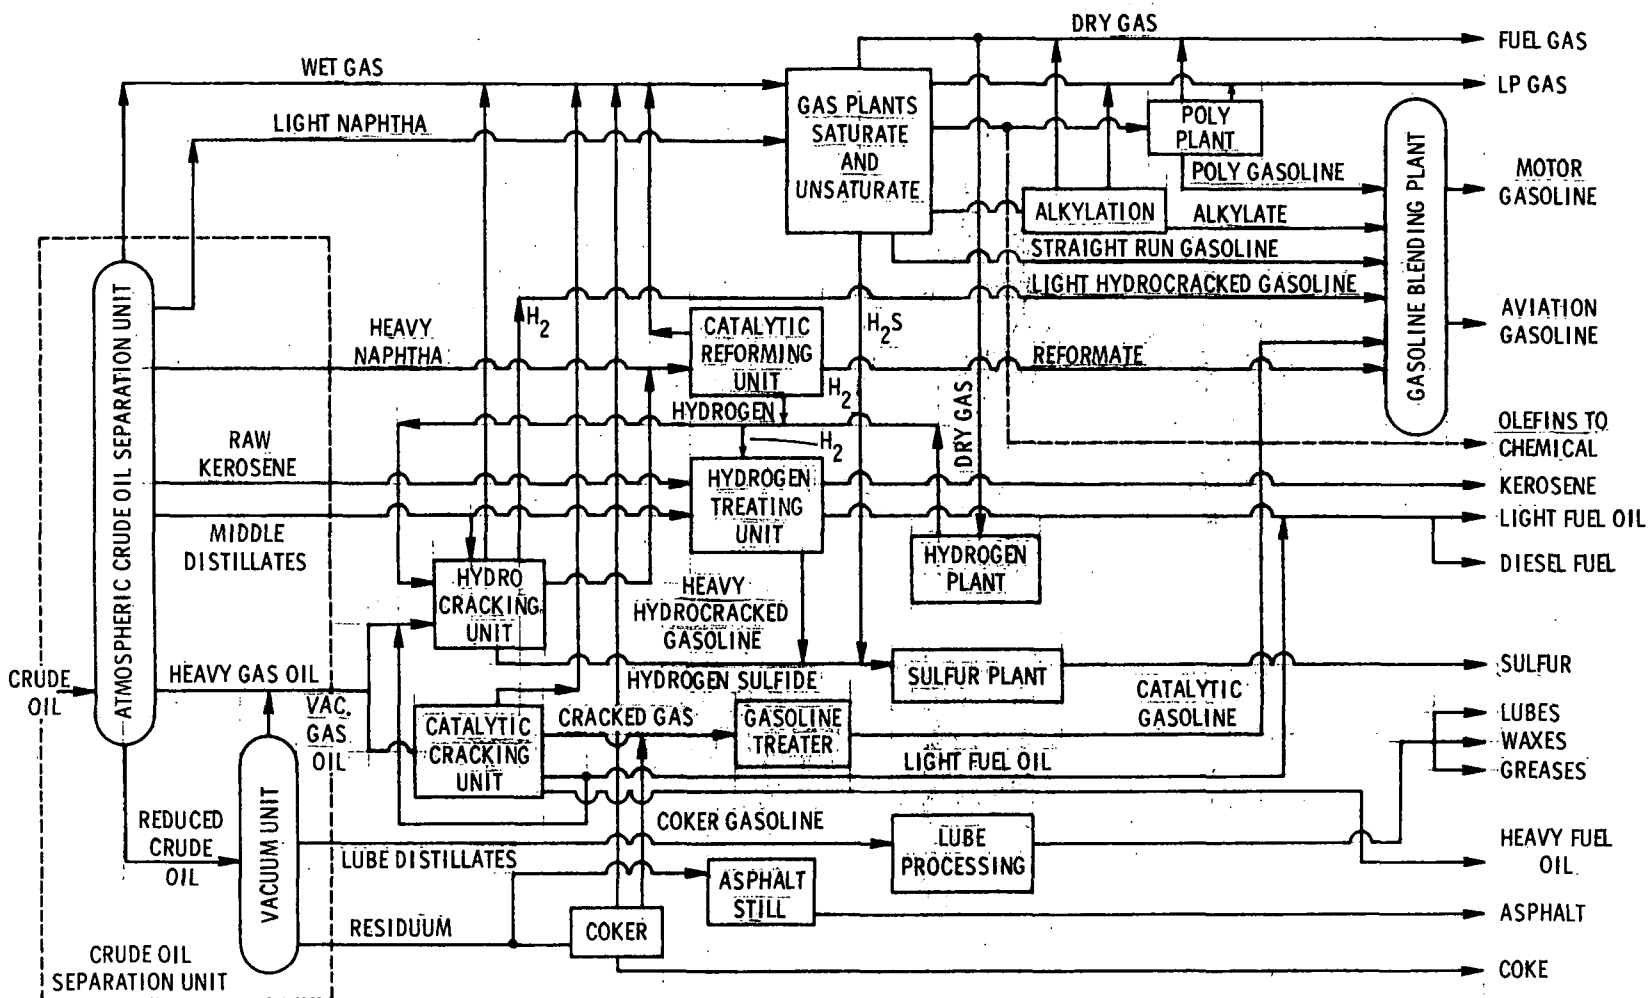 DRY GAS
FUEL GAS
WET GAS
LP GAS
GAS PLANTS
SATURATE
AND
UNSATURATE
POLY
PLANT
LIGHT NAPHTHA
POLY GASOLINE
MOTOR
GASOLINE
ALKYLATION
ALKYLATE
STRAIGHT RUN GASOLINE
LIGHT HYDROCRACKED GASOLINE
GASOLINE BLENDING PLANT
AVIATION
GASOLINE
ATMOSPHERIC CRUDE OIL SEPARATION UNIT
HEAVY
NAPHTHA
H2
CATALYTIC
REFORMING
UNIT
H2S
REFORMATE
H2
HYDROGEN
H2
DRY GAS
OLEFINS TO
CHEMICAL
RAW
KEROSENE
HYDROGEN
TREATING
UNIT
KEROSENE
LIGHT FUEL OIL
MIDDLE
DISTILLATES
HYDROGEN
PLANT
DIESEL FUEL
HYDRO
CRACKING
UNIT
HEAVY
HYDROCRACKED
GASOLINE
CRUDE
OIL
HEAVY GAS OIL
HYDROGEN SULFIDE
SULFUR PLANT
SULFUR
VAC.
GAS
OIL
CATALYTIC
CRACKING
UNIT
CRACKED GAS
GASOLINE
TREATER
CATALYTIC
GASOLINE
LUBES
WAXES
GREASES
LIGHT FUEL OIL
REDUCED
CRUDE
OIL
VACUUM UNIT
COKER GASOLINE
LUBE DISTILLATES
LUBE
PROCESSING
HEAVY FUEL
OIL
ASPHALT
STILL
ASPHALT
RESIDUUM
COKER
COKE
CRUDE OIL
SEPARATION UNIT